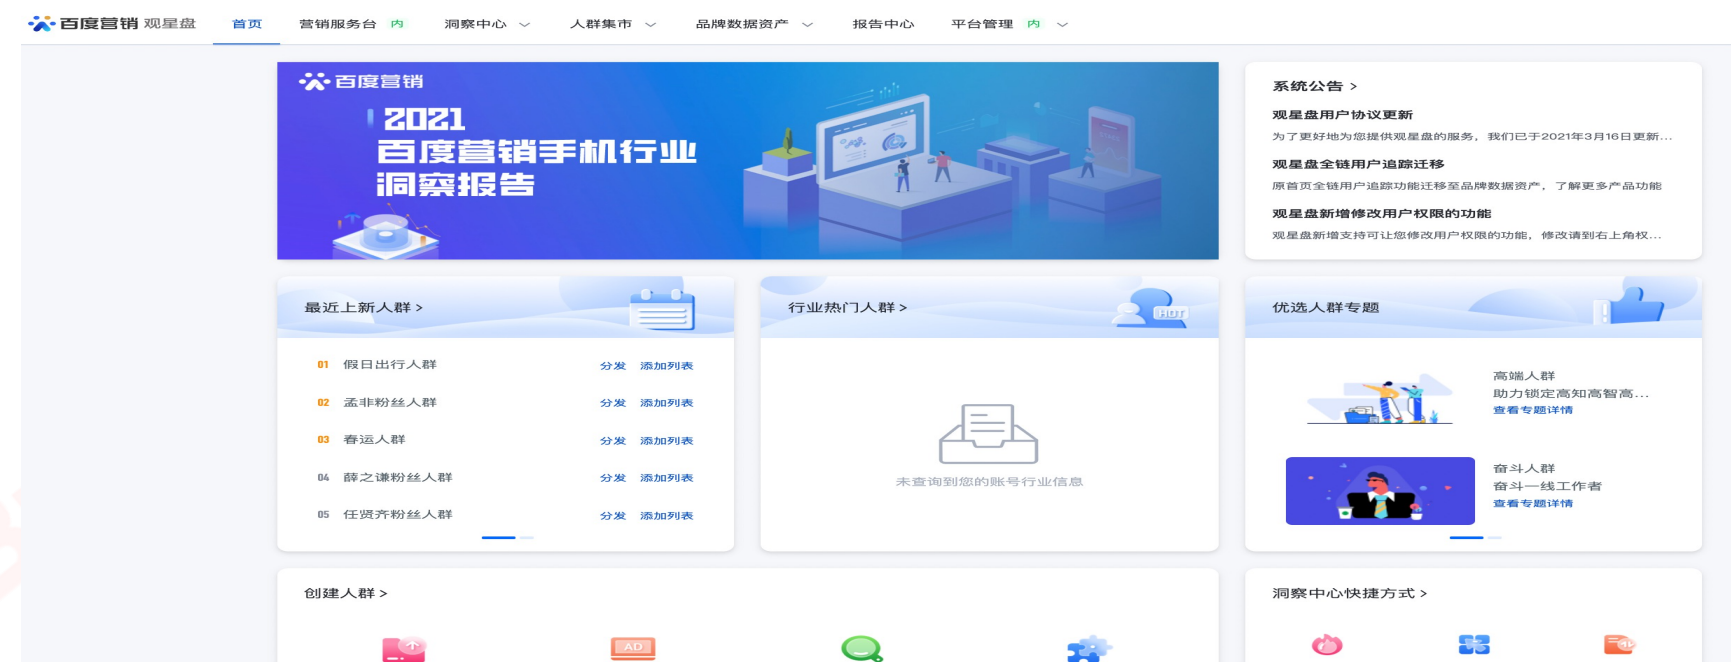 百度营销 观星盘 首页 营销服务台 内 洞察中心 人群集市 品牌数据资产 报告中心 平台管理 内
百度营销
2021
百度营销手机行业
洞察报告
系统公告 >
观星盘用户协议更新
为了更好地为您提供观星盘的服务，我们已于2021年3月16日更新...
观星盘全链用户追踪迁移
原首页全链用户追踪功能迁移至品牌数据资产，了解更多产品功能
观星盘新增修改用户权限的功能
观星盘新增支持可让您修改用户权限的功能，修改请到右上角权...
最近上新人群 >
01 假日出行人群 分发 添加列表
02 孟非粉丝人群 分发 添加列表
03 春运人群 分发 添加列表
04 薛之谦粉丝人群 分发 添加列表
05 任贤齐粉丝人群 分发 添加列表
行业热门人群 >
HOT
未查询到您的账号行业信息
优选人群专题
高端人群
助力锁定高知高智高...
查看专题详情
奋斗人群
奋斗一线工作者
查看专题详情
创建人群 >
AD
洞察中心快捷方式 >